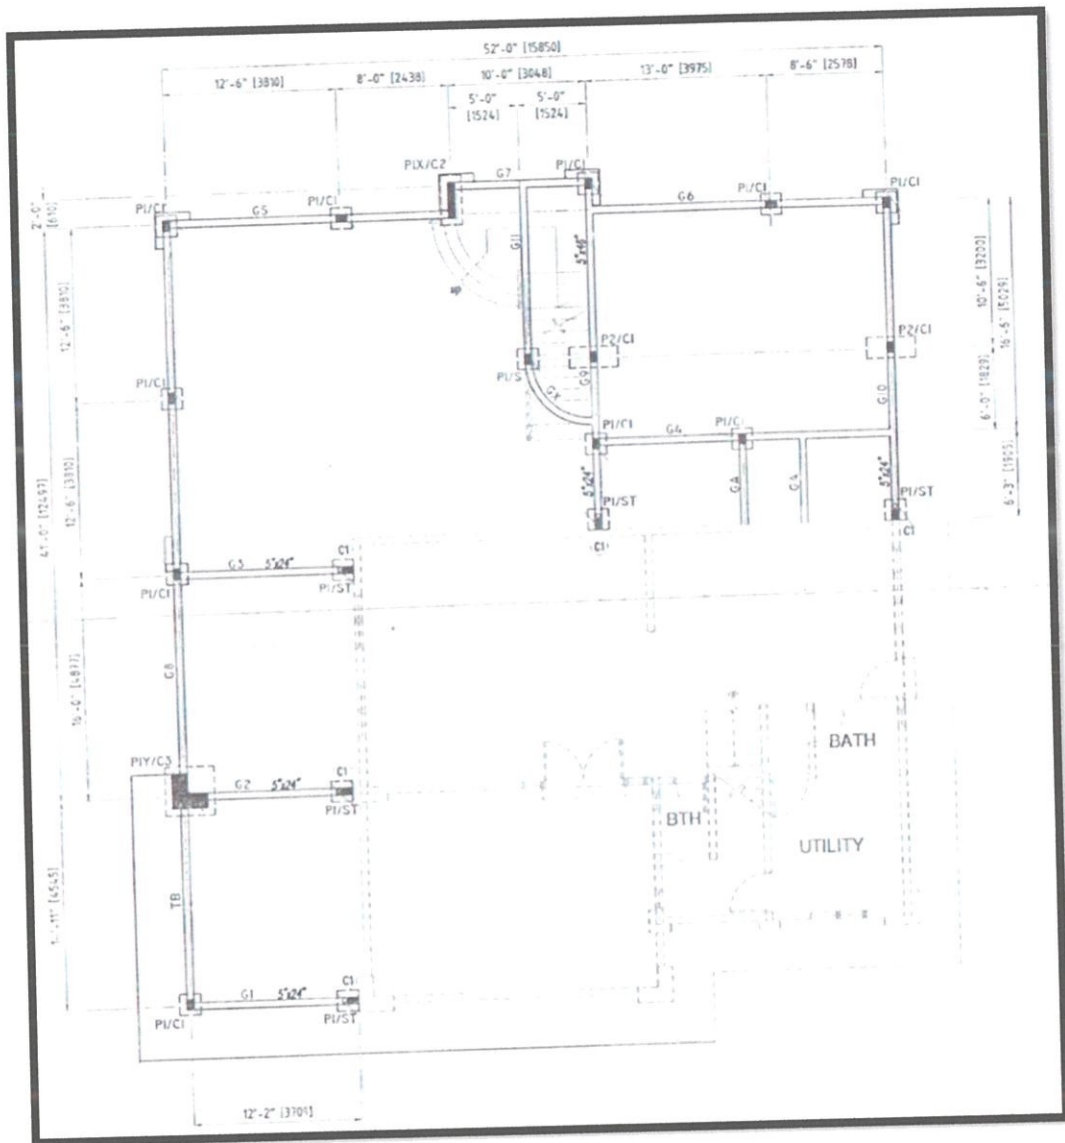 52'-0" [15850]
12'-6" [3810]
8'-0" [2438]
10'-0" [3048]
13'-0" [3975]
8'-6" [2578]
5'-0"
[1524]
5'-0"
[1524]
P1X/C2
G7
P1/C1
2'-0"
[610]
P1/C1
G5
P1/C1
G6
P1/C1
P1/C1
G11
5"x46"
up
12'-6" [3810]
10'-6" [3200]
16'-6" [5029]
P2/C1
P2/C1
P1/S
G9
GX
G10
6'-0" [1829]
P1/C1
P1/C1
G4
P1/C1
41'-0" [12497]
12'-6" [3810]
5"x24"
GA
GA
5"x24"
6'-3" [1905]
P1/ST
P1/ST
C1
C1
G3 5"x24"
C1
P1/C1
P1/ST
G8
16'-0" [4877]
BATH
P1Y/C3
G2 5"x24"
C1
P1/ST
BTH
UTILITY
TB
[4545]
G1 5"x24"
C1
P1/C1
P1/ST
12'-2"